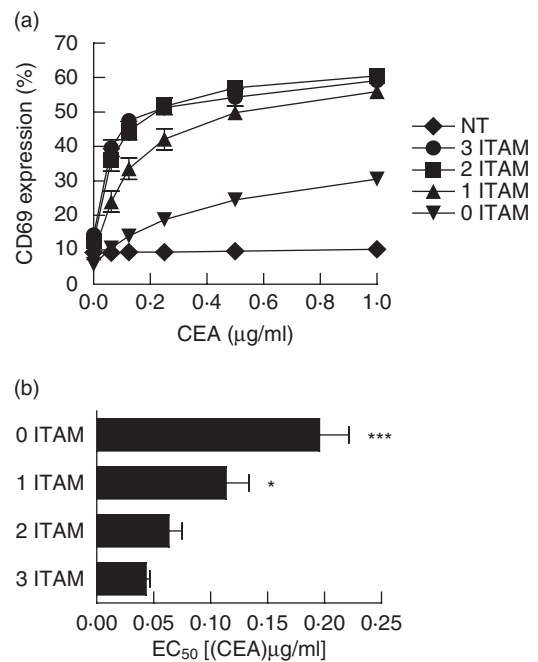 (a)
70
60
50
40
30
20
10
0
CD69 expression (%)
0·0 0·2 0·4 0·6 0·8 1·0
CEA (μg/ml)
NT
3 ITAM
2 ITAM
1 ITAM
0 ITAM
(b)
0 ITAM ***
1 ITAM *
2 ITAM
3 ITAM
0·00 0·05 0·10 0·15 0·20 0·25
EC50 [(CEA)μg/ml]